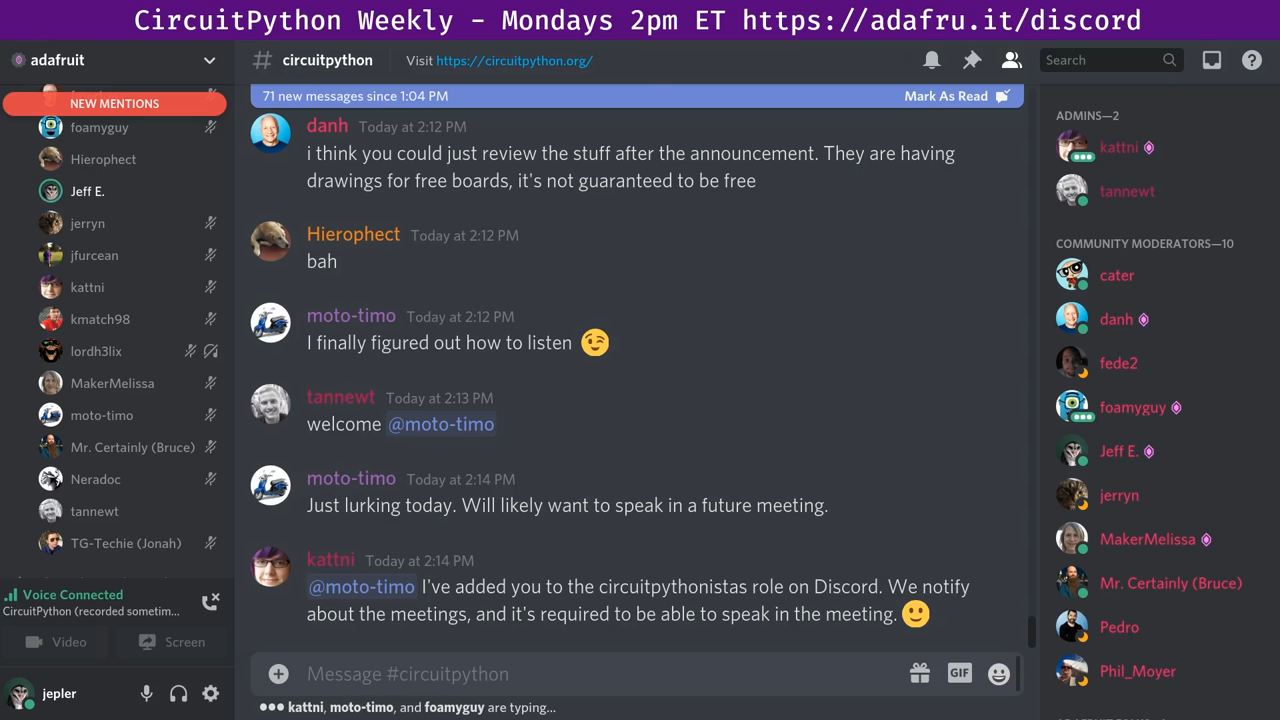 CircuitPython Weekly - Mondays 2pm ET https://adafru.it/discord
adafruit
NEW MENTIONS
foamyguy
Hierophect
Jeff E.
jerryn
jfurcean
kattni
kmatch98
lordh3lix
MakerMelissa
moto-timo
Mr. Certainly (Bruce)
Neradoc
tannewt
TG-Techie (Jonah)
Voice Connected
CircuitPython (recorded sometim...
Video
Screen
jepler
# circuitpython
Visit https://circuitpython.org/
Search
71 new messages since 1:04 PM
Mark As Read
danh Today at 2:12 PM
i think you could just review the stuff after the announcement. They are having
drawings for free boards, it's not guaranteed to be free
Hierophect Today at 2:12 PM
bah
moto-timo Today at 2:12 PM
I finally figured out how to listen 😉
tannewt Today at 2:13 PM
welcome @moto-timo
moto-timo Today at 2:14 PM
Just lurking today. Will likely want to speak in a future meeting.
kattni Today at 2:14 PM
@moto-timo I've added you to the circuitpythonistas role on Discord. We notify
about the meetings, and it's required to be able to speak in the meeting. 🙂
Message #circuitpython
GIF
kattni, moto-timo, and foamyguy are typing...
ADMINS—2
kattni
tannewt
COMMUNITY MODERATORS—10
cater
danh
fede2
foamyguy
Jeff E.
jerryn
MakerMelissa
Mr. Certainly (Bruce)
Pedro
Phil_Moyer